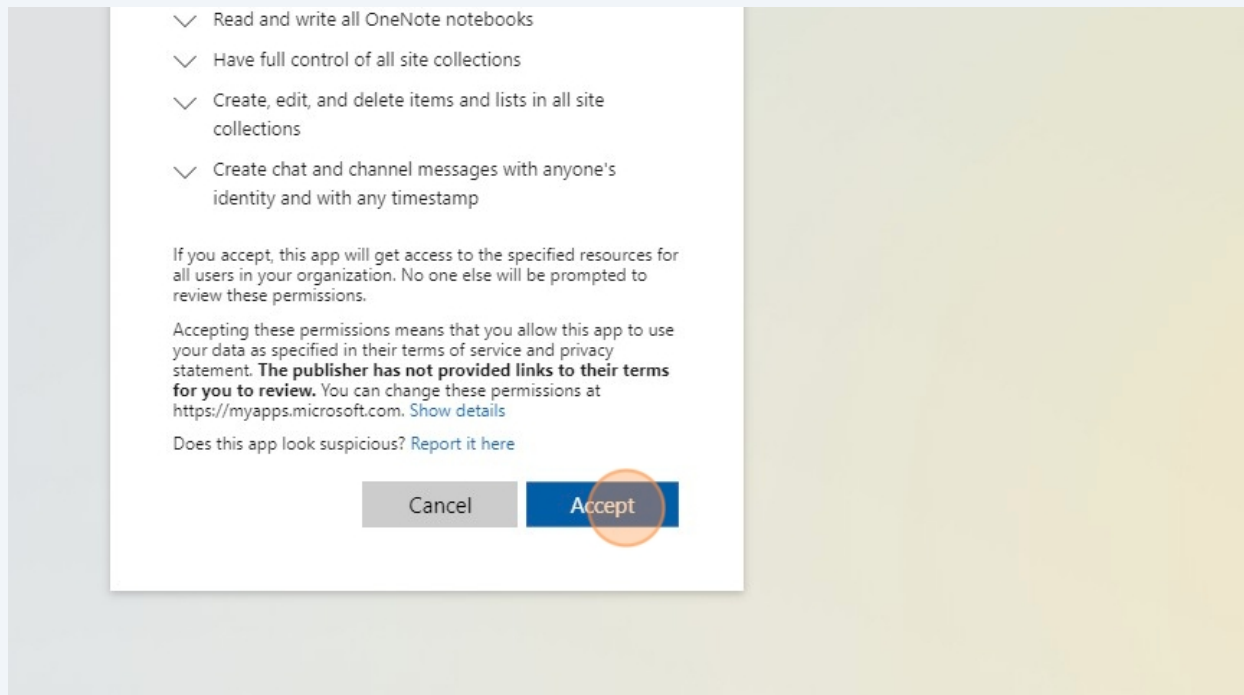 Read and write all OneNote notebooks
Have full control of all site collections
Create, edit, and delete items and lists in all site
collections
Create chat and channel messages with anyone's
identity and with any timestamp
If you accept, this app will get access to the specified resources for
all users in your organization. No one else will be prompted to
review these permissions.
Accepting these permissions means that you allow this app to use
your data as specified in their terms of service and privacy
statement. The publisher has not provided links to their terms
for you to review. You can change these permissions at
https://myapps.microsoft.com. Show details
Does this app look suspicious? Report it here
Cancel Accept